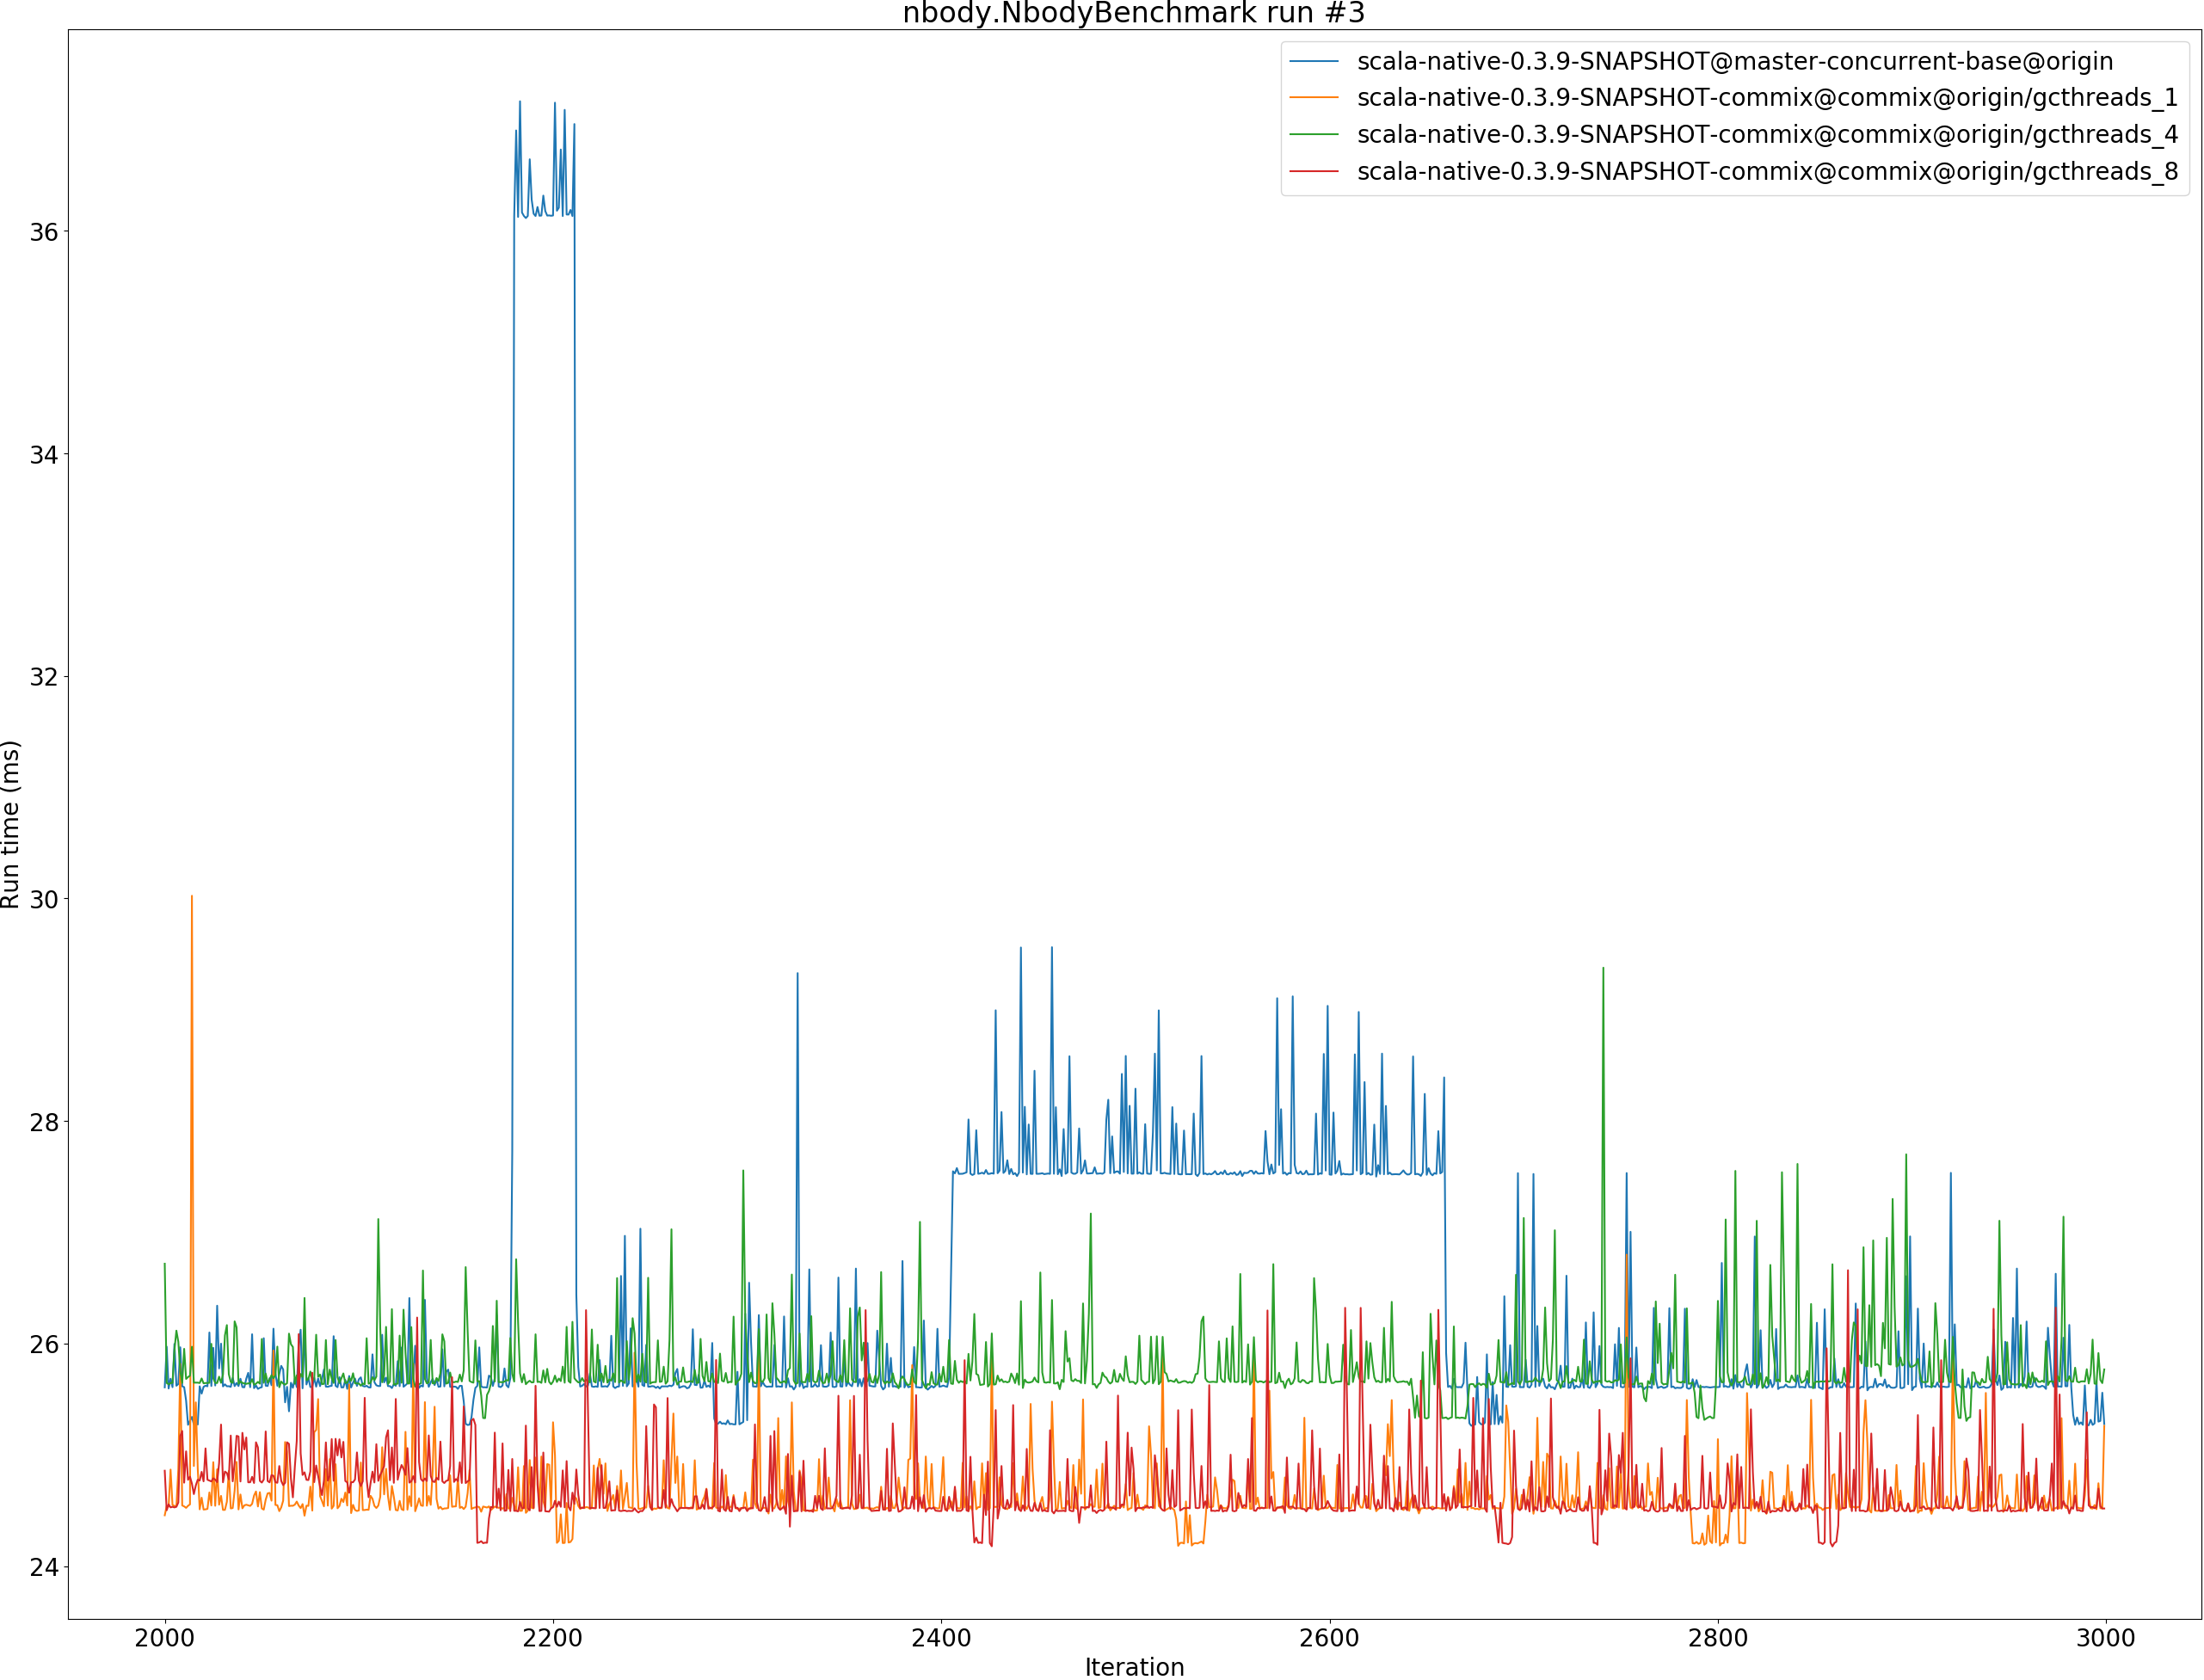 nbody.NbodyBenchmark run #3
scala-native-0.3.9-SNAPSHOT@master-concurrent-base@origin
scala-native-0.3.9-SNAPSHOT-commix@commix@origin/gcthreads_1
scala-native-0.3.9-SNAPSHOT-commix@commix@origin/gcthreads_4
scala-native-0.3.9-SNAPSHOT-commix@commix@origin/gcthreads_8
Run time (ms)
36
34
32
30
28
26
24
2000 2200 2400 2600 2800 3000
Iteration